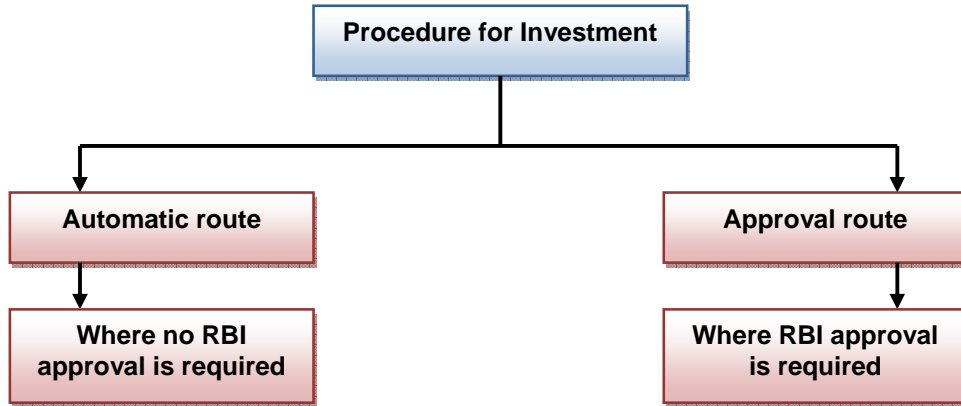 Procedure for Investment
Automatic route
Approval route
Where no RBI
approval is required
Where RBI approval
is required